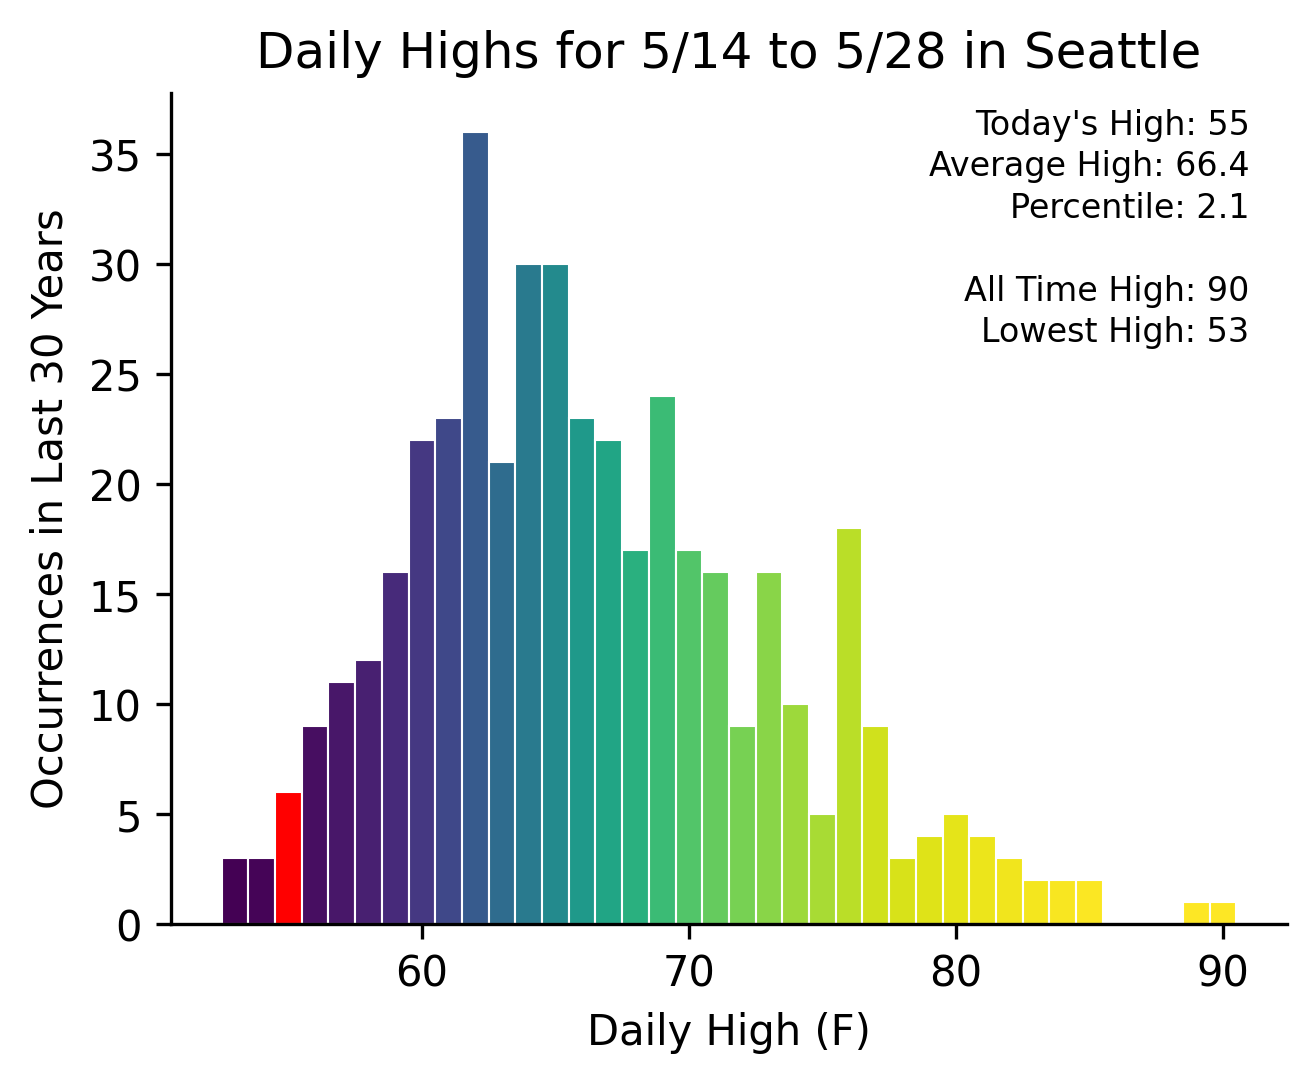 Daily Highs for 5/14 to 5/28 in Seattle
Today's High: 55
Average High: 66.4
Percentile: 2.1
All Time High: 90
Lowest High: 53
Occurrences in Last 30 Years
35
30
25
20
15
10
5
0
60
70
80
90
Daily High (F)